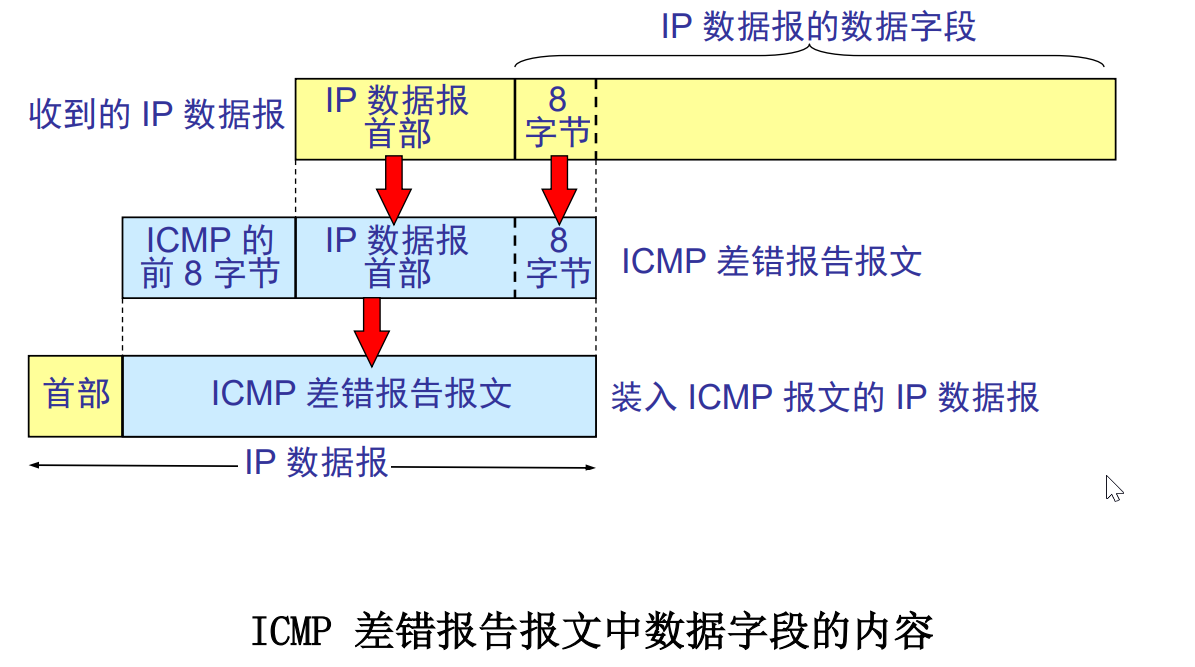 IP 数据报的数据字段
收到的 IP 数据报
IP 数据报
首部
8
字节
ICMP 的
前 8 字节
IP 数据报
首部
8
字节
ICMP 差错报告报文
首部
ICMP 差错报告报文
装入 ICMP 报文的 IP 数据报
IP 数据报
ICMP 差错报告报文中数据字段的内容